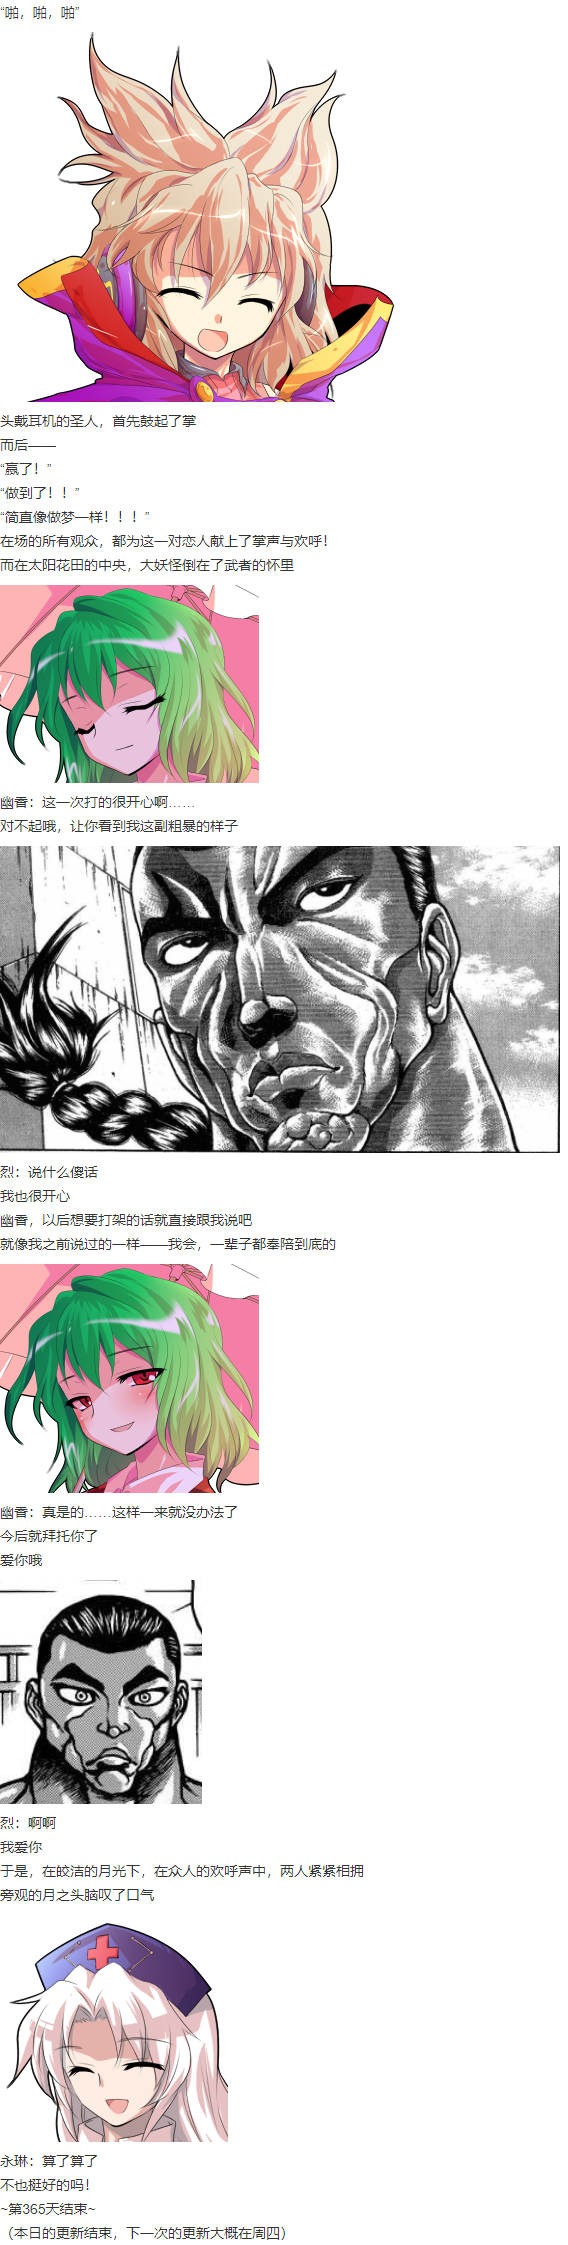 “啪，啪，啪”
头戴耳机的圣人，首先鼓起了掌
而后——
“赢了！”
“做到了！！”
“简直像做梦一样！！！”
在场的所有观众，都为这一对恋人献上了掌声与欢呼！
而在太阳花田的中央，大妖怪倒在了武者的怀里
幽香：这一次打的很开心啊……
对不起哦，让你看到我这副粗暴的样子
烈：说什么傻话
我也很开心
幽香，以后想要打架的话就直接跟我说吧
就像我之前说过的一样——我会，一辈子都奉陪到底的
幽香：真是的……这样一来就没办法了
今后就拜托你了
爱你哦
烈：啊啊
我爱你
于是，在皎洁的月光下，在众人的欢呼声中，两人紧紧相拥
旁观的月之头脑叹了口气
永琳：算了算了
不也挺好的吗！
~第365天结束~
（本日的更新结束，下一次的更新大概在周四）